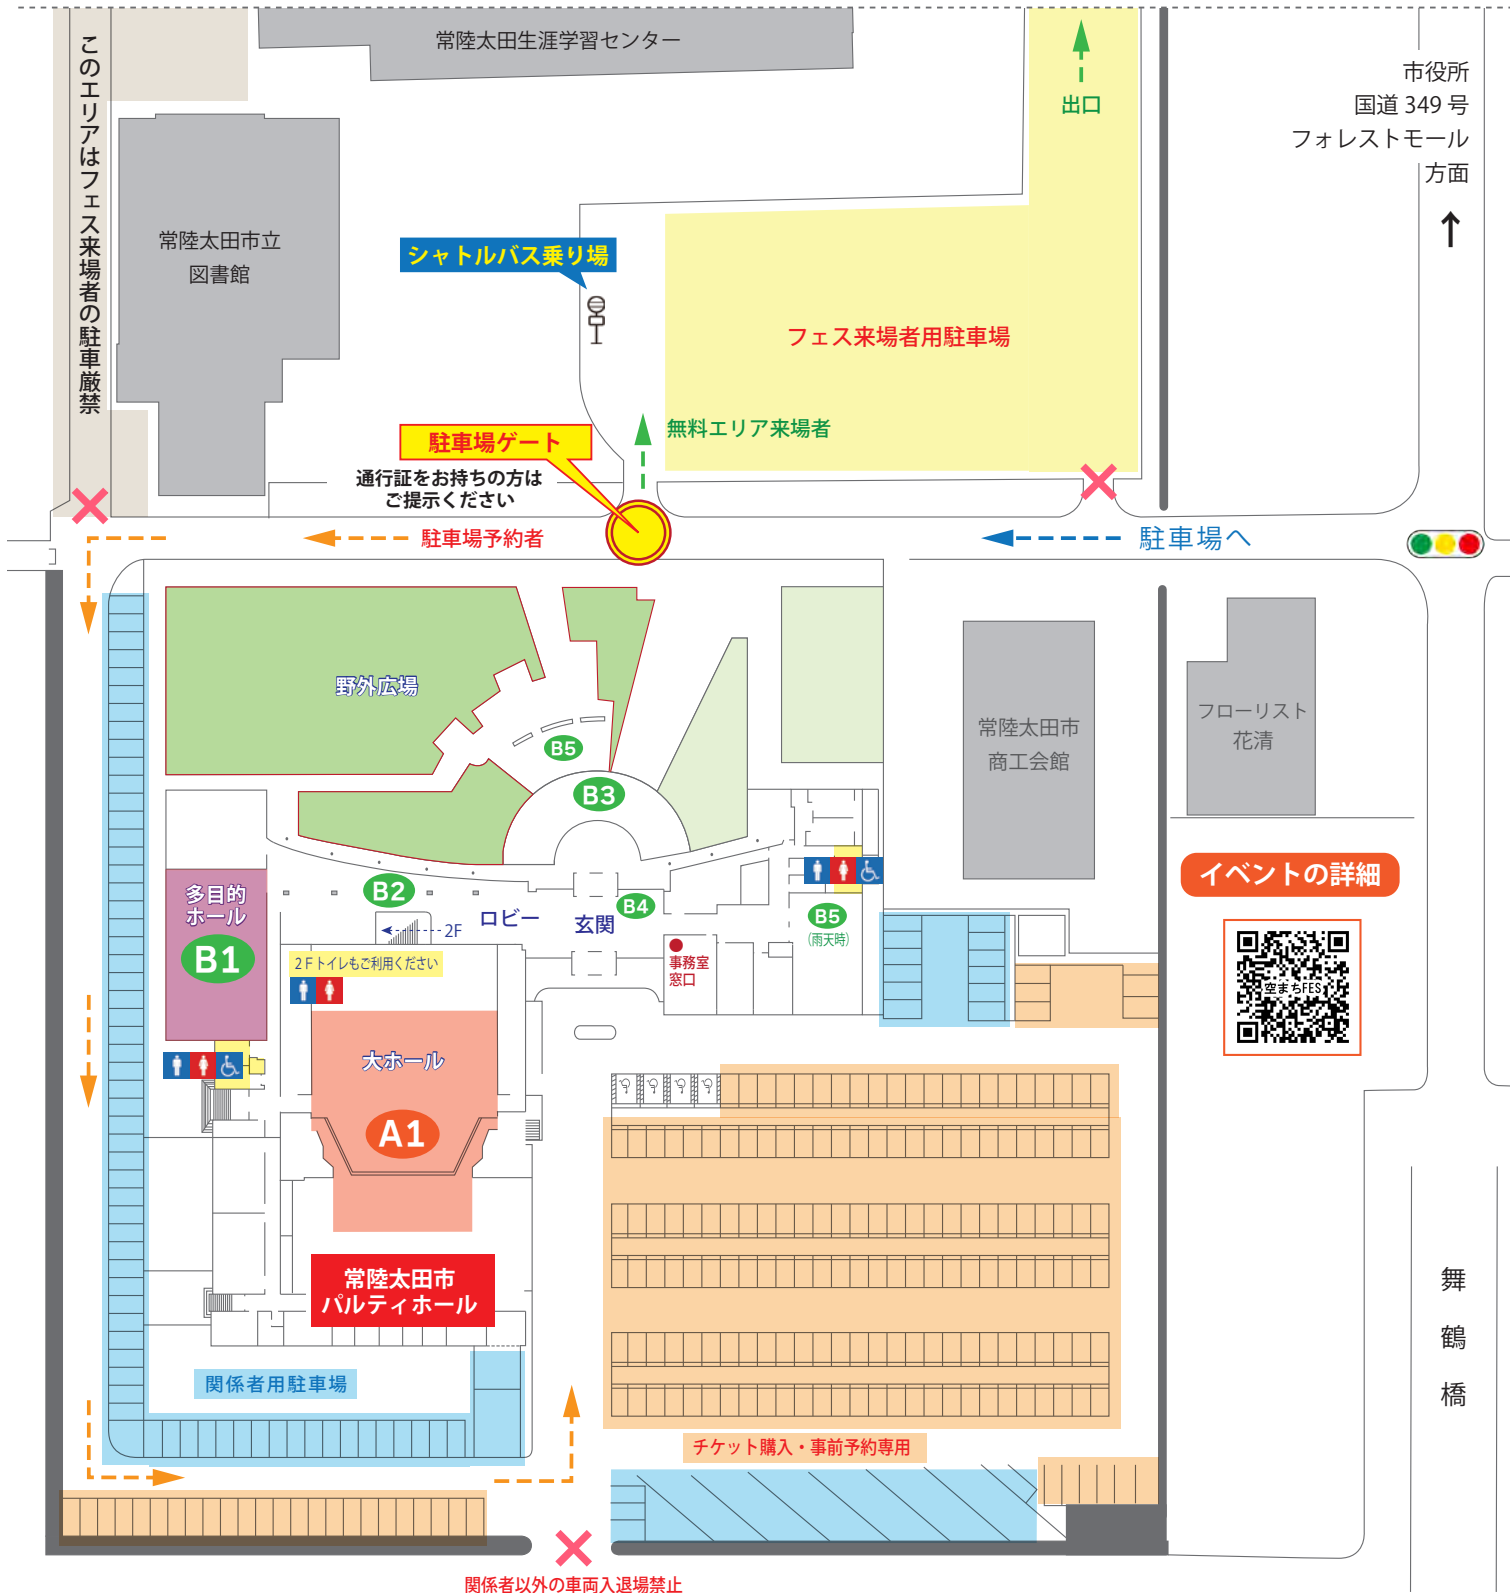 このエリアはフェス来場者の駐車厳禁
常陸太田生涯学習センター
出口
市役所
国道 349 号
フォレストモール
方面
常陸太田市立
図書館
シャトルバス乗り場
フェス来場者用駐車場
無料エリア来場者
駐車場ゲート
通行証をお持ちの方は
ご提示ください
駐車場予約者
駐車場へ
野外広場
B5
B3
常陸太田市
商工会館
フローリスト
花清
多目的
ホール
B1
B2
ロビー
玄関
B4
2F
B5
(雨天時)
2Fトイレもご利用ください
事務室
窓口
イベントの詳細
空まちFES
大ホール
A1
常陸太田市
パルティホール
関係者用駐車場
チケット購入・事前予約専用
舞鶴橋
関係者以外の車両入退場禁止